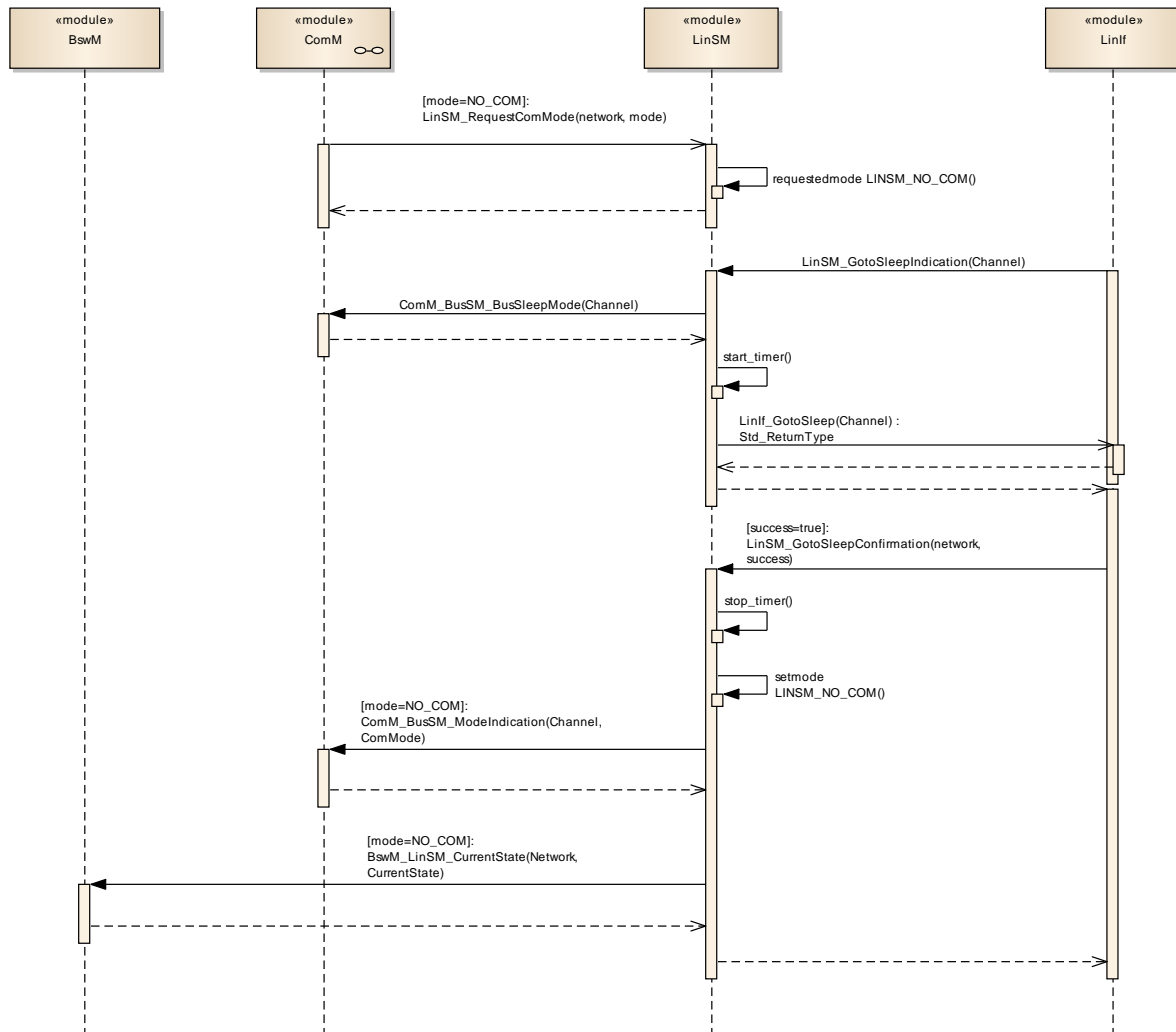 «module»
BswM
«module»
ComM
«module»
LinSM
«module»
LinIf
[mode=NO_COM]:
LinSM_RequestComMode(network, mode)
requestedmode LINSM_NO_COM()
LinSM_GotoSleepIndication(Channel)
ComM_BusSM_BusSleepMode(Channel)
start_timer()
LinIf_GotoSleep(Channel) :
Std_ReturnType
[success=true]:
LinSM_GotoSleepConfirmation(network,
success)
stop_timer()
setmode
LINSM_NO_COM()
[mode=NO_COM]:
ComM_BusSM_ModeIndication(Channel,
ComMode)
[mode=NO_COM]:
BswM_LinSM_CurrentState(Network,
CurrentState)